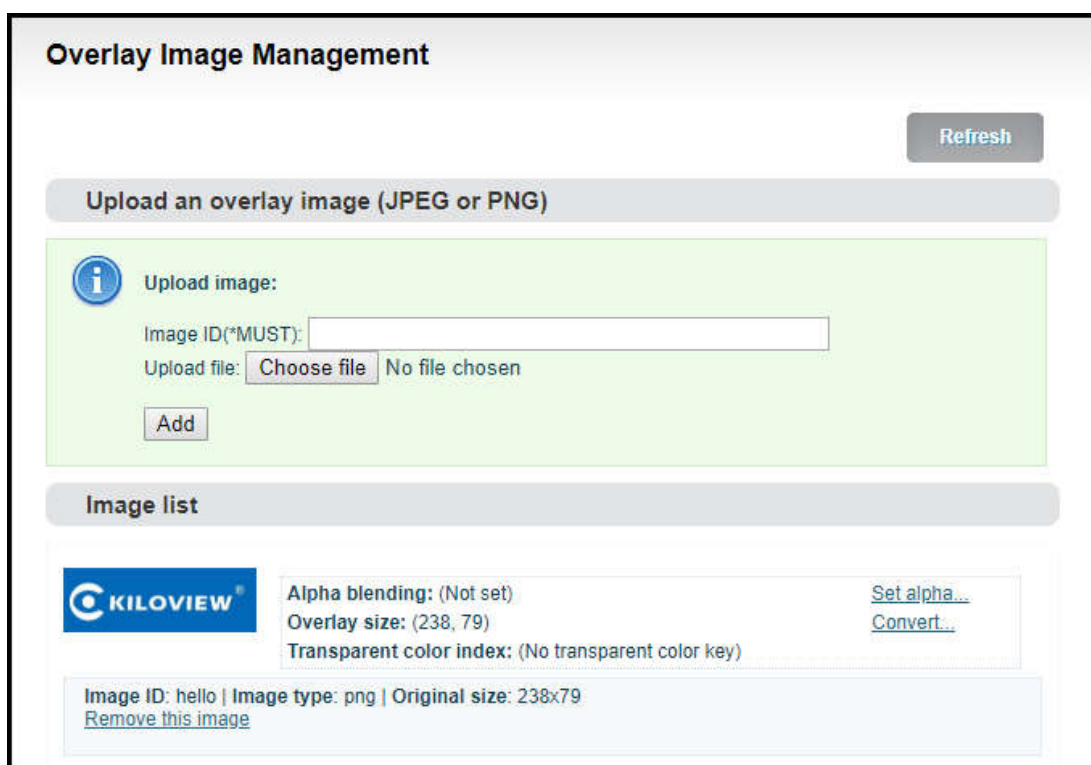 Overlay Image Management
Refresh
Upload an overlay image (JPEG or PNG)
Upload image:
Image ID(*MUST):
Upload file: Choose file No file chosen
Add
Image list
KILOVIEW®
Alpha blending: (Not set) Set alpha...
Overlay size: (238, 79) Convert...
Transparent color index: (No transparent color key)
Image ID: hello | Image type: png | Original size: 238x79
Remove this image